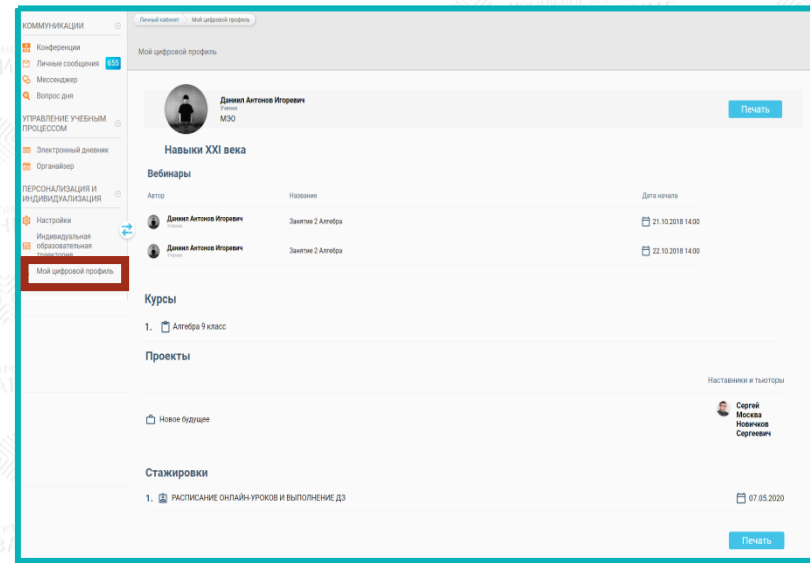 КОММУНИКАЦИИ
Конференции
Личные сообщения 655
Мессенджер
Вопрос дня
УПРАВЛЕНИЕ УЧЕБНЫМ
ПРОЦЕССОМ
Электронный дневник
Органайзер
ПЕРСОНАЛИЗАЦИЯ И
ИНДИВИДУАЛИЗАЦИЯ
Настройки
Индивидуальная
образовательная
траектория
Мой цифровой профиль
Личный кабинет Мой цифровой профиль
Мой цифровой профиль
Даниил Антонов Игоревич
Ученик
МЭО
Печать
Навыки XXI века
Вебинары
Автор Название Дата начала
Даниил Антонов Игоревич
Ученик
Занятие 2 Алгебра 21.10.2018 14:00
Даниил Антонов Игоревич
Ученик
Занятие 2 Алгебра 22.10.2018 14:00
Курсы
1. Алгебра 9 класс
Проекты
Наставники и тьюторы
Новое будущее
Сергей
Москва
Новичков
Сергеевич
Стажировки
1. РАСПИСАНИЕ ОНЛАЙН-УРОКОВ И ВЫПОЛНЕНИЕ ДЗ 07.05.2020
Печать